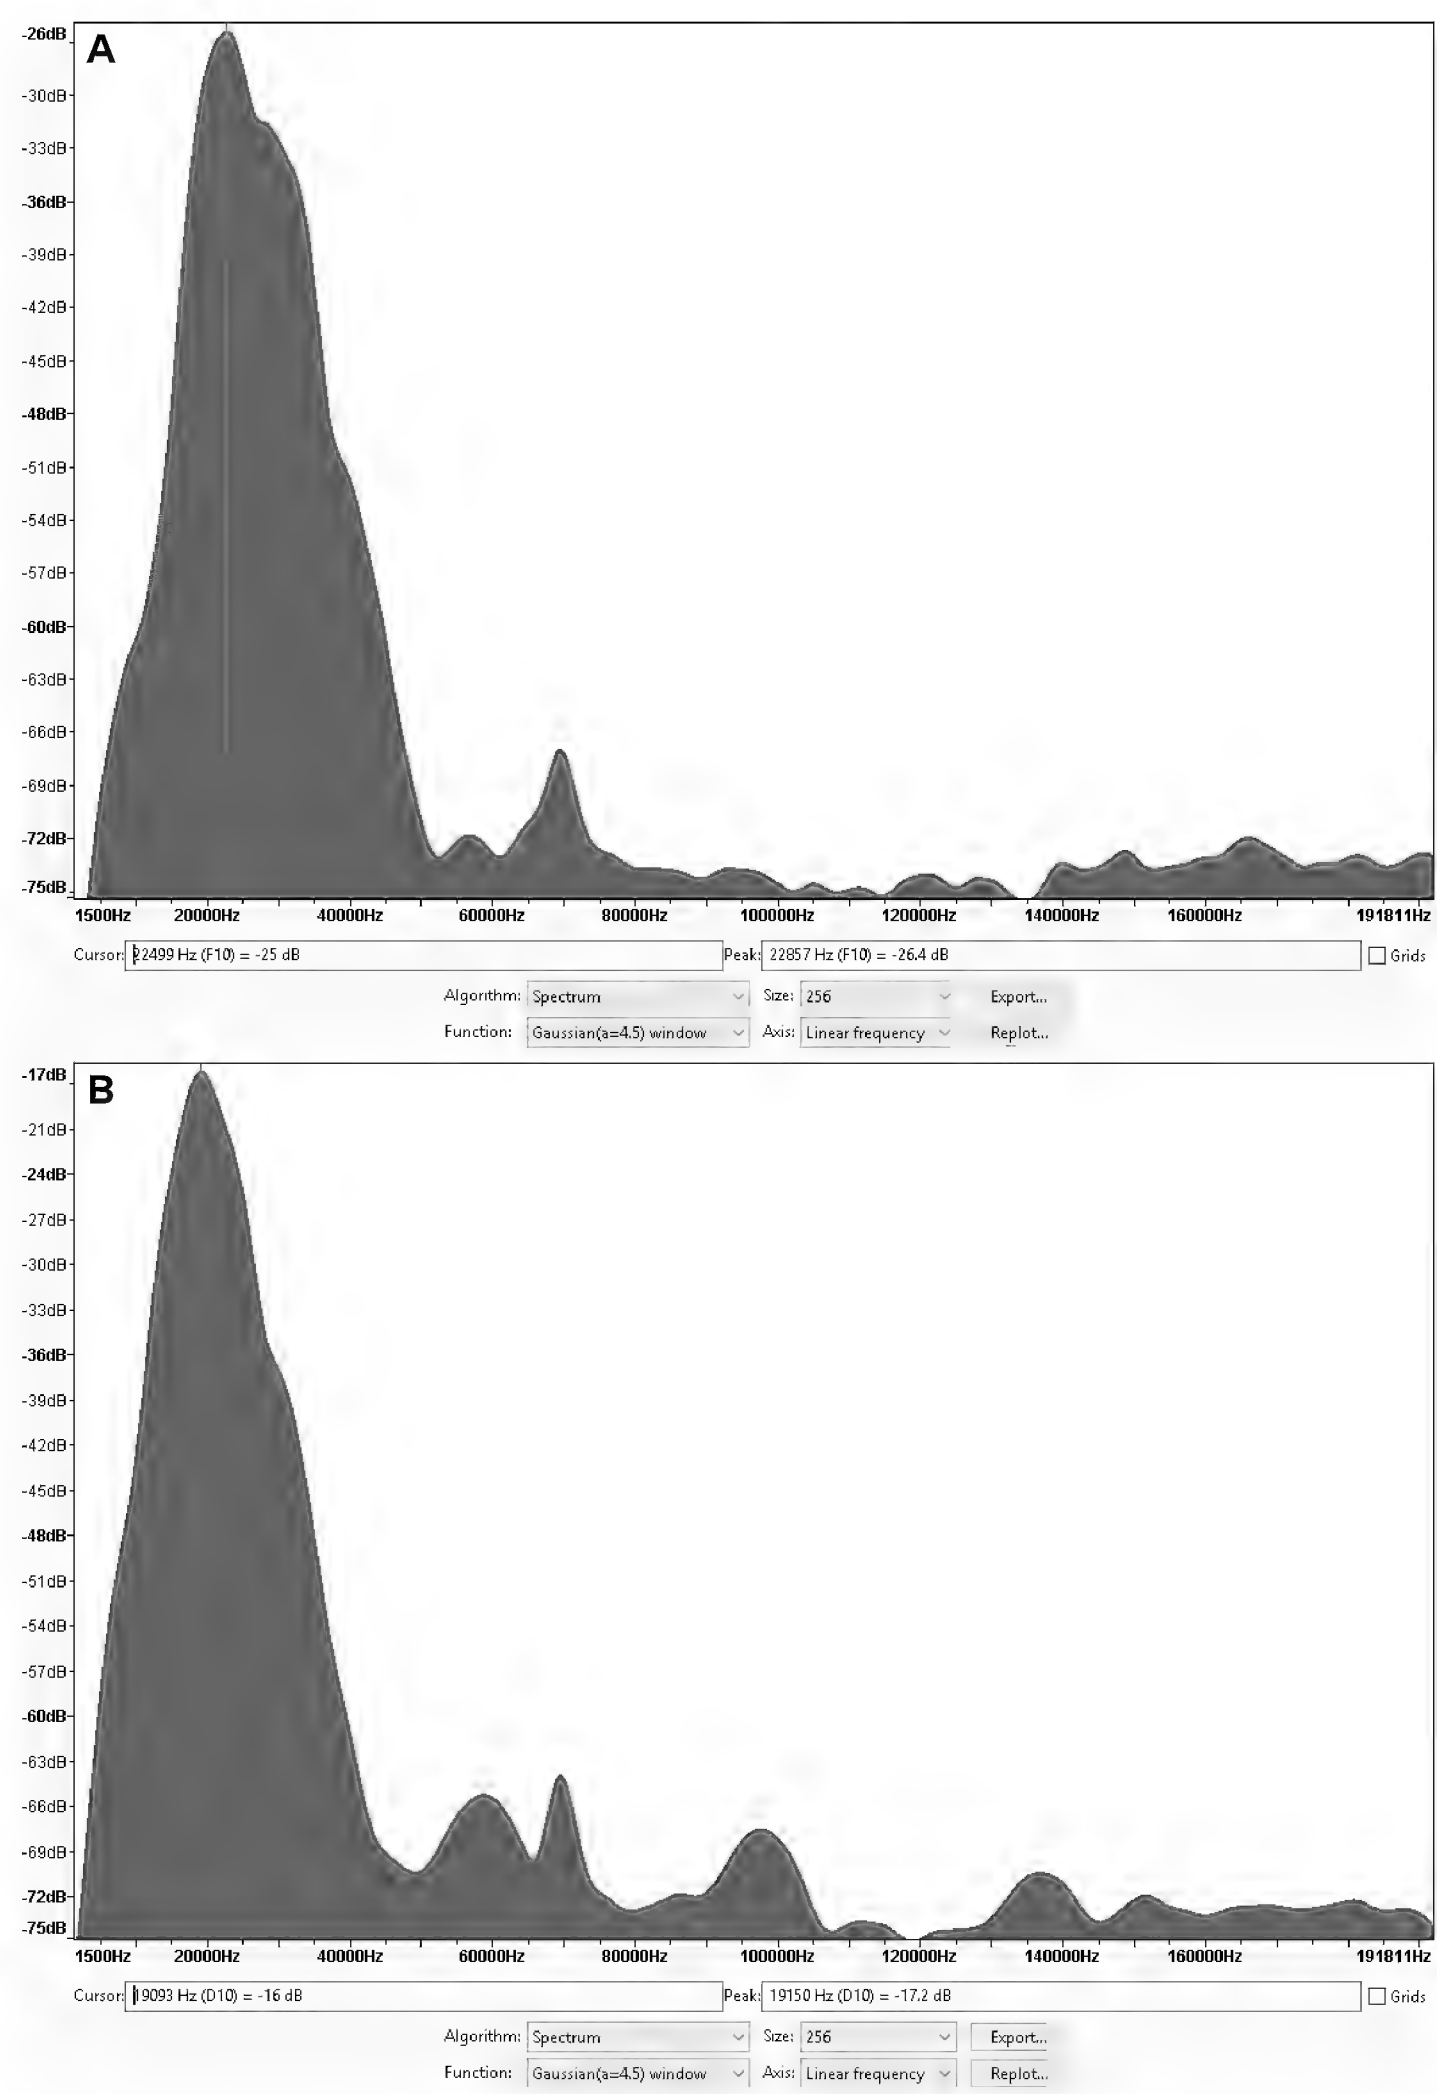 A
-26dB
-30dB
-33dB
-36dB
-39dB
-42dB
-45dB
-48dB
-51dB
-54dB
-57dB
-60dB
-63dB
-66dB
-69dB
-72dB
-75dB
1500Hz 20000Hz 40000Hz 60000Hz 80000Hz 100000Hz 120000Hz 140000Hz 160000Hz 191811Hz
Cursor: 22499 Hz (F10) = -25 dB Peak: 22857 Hz (F10) = -26.4 dB Grids
Algorithm: Spectrum Size: 256 Export...
Function: Gaussian(a=4.5) window Axis: Linear frequency Replot...
B
-17dB
-21dB
-24dB
-27dB
-30dB
-33dB
-36dB
-39dB
-42dB
-45dB
-48dB
-51dB
-54dB
-57dB
-60dB
-63dB
-66dB
-69dB
-72dB
-75dB
1500Hz 20000Hz 40000Hz 60000Hz 80000Hz 100000Hz 120000Hz 140000Hz 160000Hz 191811Hz
Cursor: 19093 Hz (D10) = -16 dB Peak: 19150 Hz (D10) = -17.2 dB Grids
Algorithm: Spectrum Size: 256 Export...
Function: Gaussian(a=4.5) window Axis: Linear frequency Replot...